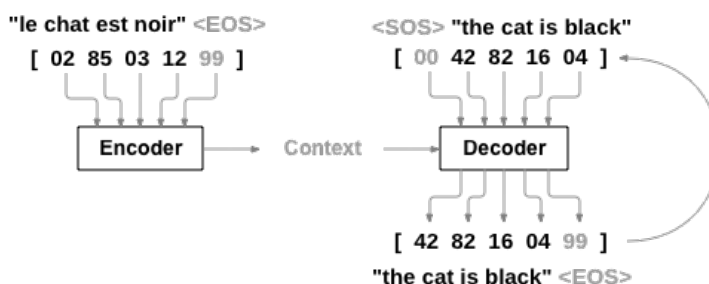 "le chat est noir" <EOS>
[ 02 85 03 12 99 ]
Encoder
Context
<SOS> "the cat is black"
[ 00 42 82 16 04 ]
Decoder
[ 42 82 16 04 99 ]
"the cat is black" <EOS>